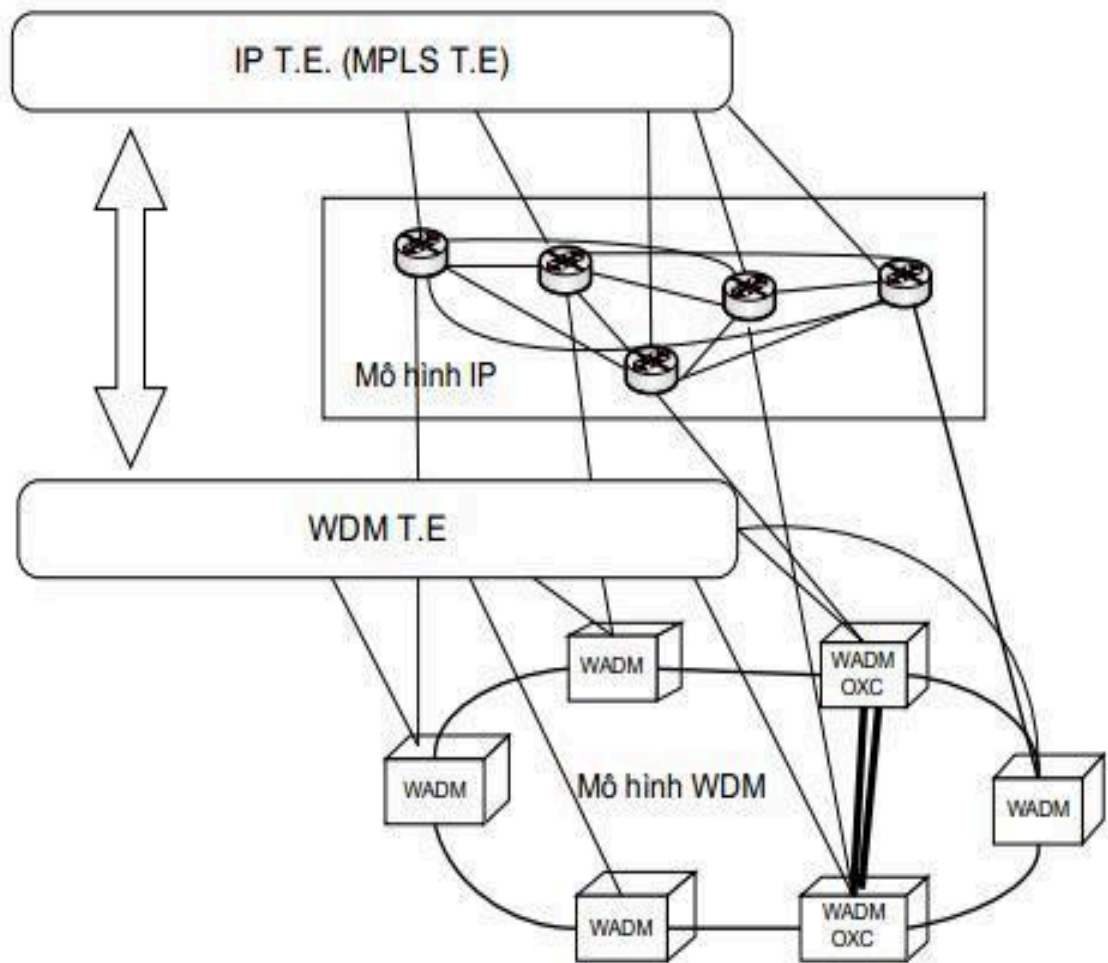 IP T.E. (MPLS T.E)
Mô hình IP
WDM T.E
WADM
WADM
OXC
WADM
Mô hình WDM
WADM
WADM
WADM
OXC